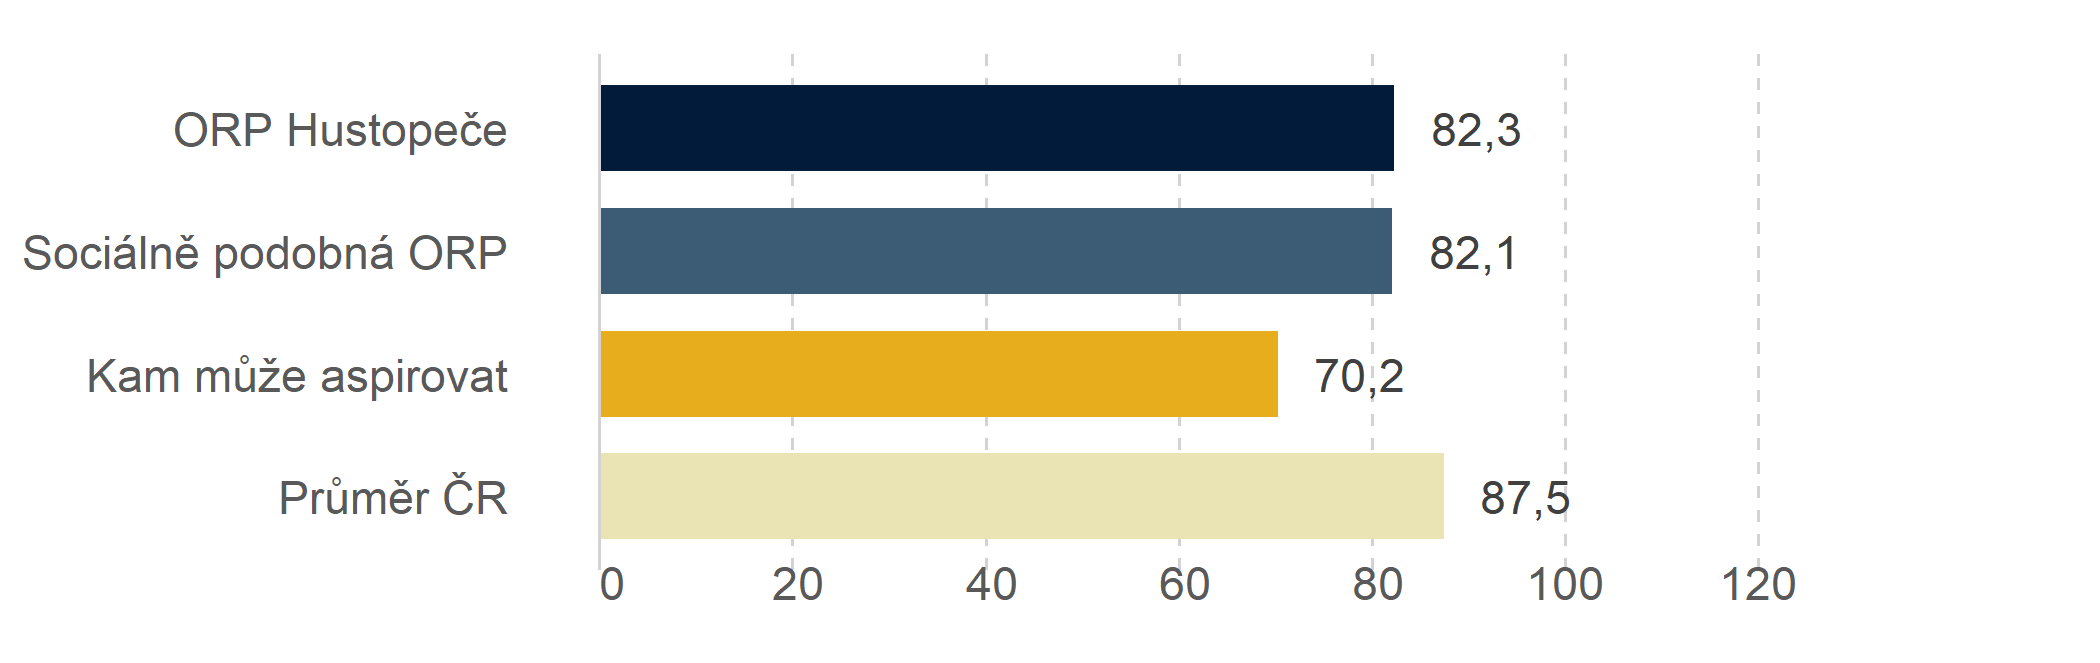 ORP Hustopeče 82,3
Sociálně podobná ORP 82,1
Kam může aspirovat 70,2
Průměr ČR 87,5
0 20 40 60 80 100 120